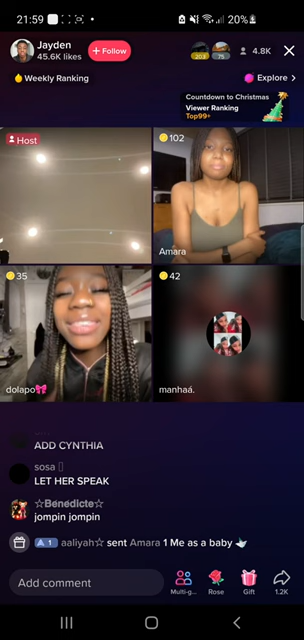 21:59
20%
Jayden
45.6K likes
+ Follow
203
75
4.8K
Weekly Ranking
Explore >
Countdown to Christmas
Viewer Ranking
Top99+
Host
102
Amara
35
dolapo
42
manhaá.
ADD CYNTHIA
sosa
LET HER SPEAK
☆Bénédicte☆
jompin jompin
1 aaliyah☆ sent Amara 1 Me as a baby
Add comment
Multi-g...
Rose
Gift
1.2K